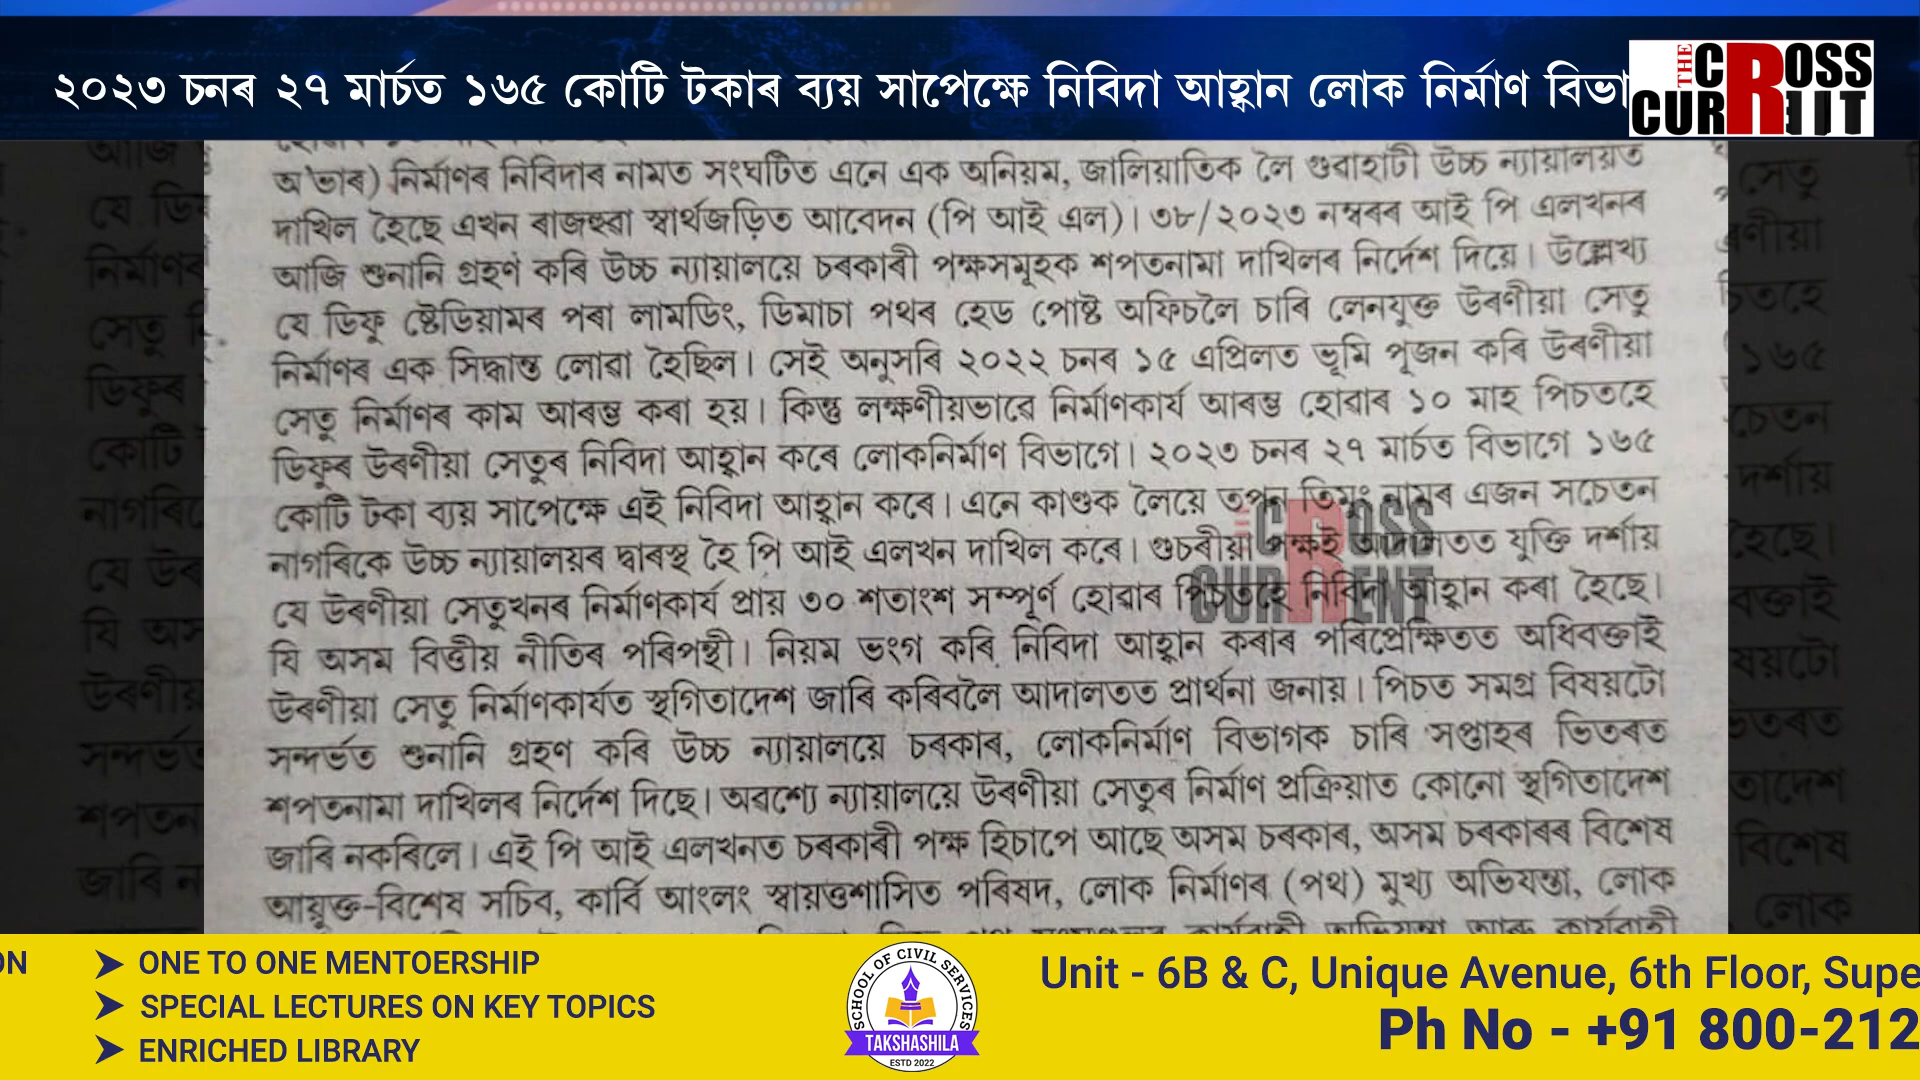 ২০২৩ চনৰ ২৭ মাৰ্চত ১৬৫ কোটি টকাৰ ব্যয় সাপেক্ষে নিবিদা আহ্বান লোক নিৰ্মাণ
THE CROSS
CURRENT
অ'ভাৰ) নিৰ্মাণৰ নিবিদাৰ নামত সংঘটিত এনে এক অনিয়ম, জালিয়াতিক লৈ গুৱাহাটী উচ্চ ন্যায়ালয়ত
দাখিল হৈছে এখন ৰাজহুৱা স্বাৰ্থজড়িত আবেদন (পি আই এল)। ৩৮/২০২৩ নম্বৰৰ আই পি এলখনৰ
আজি শুনানি গ্ৰহণ কৰি উচ্চ ন্যায়ালয়ে চৰকাৰী পক্ষসমূহক শপতনামা দাখিলৰ নিৰ্দেশ দিয়ে। উল্লেখ্য
যে ডিফু ষ্টেডিয়ামৰ পৰা লামডিং, ডিমাচা পথৰ হেড পোষ্ট অফিচলৈ চাৰি লেনযুক্ত উৰণীয়া সেতু
নিৰ্মাণৰ এক সিদ্ধান্ত লোৱা হৈছিল। সেই অনুসৰি ২০২২ চনৰ ১৫ এপ্ৰিলত ভূমি পূজন কৰি উৰণীয়া
সেতু নিৰ্মাণৰ কাম আৰম্ভ কৰা হয়। কিন্তু লক্ষণীয়ভাৱে নিৰ্মাণকাৰ্য আৰম্ভ হোৱাৰ ১০ মাহ পিচতহে
ডিফুৰ উৰণীয়া সেতুৰ নিবিদা আহ্বান কৰে লোকনিৰ্মাণ বিভাগে। ২০২৩ চনৰ ২৭ মাৰ্চত বিভাগে ১৬৫
কোটি টকা ব্যয় সাপেক্ষে এই নিবিদা আহ্বান কৰে। এনে কাণ্ডক লৈয়ে তপন তিমুং নামৰ এজন সচেতন
নাগৰিকে উচ্চ ন্যায়ালয়ৰ দ্বাৰস্থ হৈ পি আই এলখন দাখিল কৰে। গুচৰীয়া পক্ষই আদালতত যুক্তি দৰ্শায়
যে উৰণীয়া সেতুখনৰ নিৰ্মাণকাৰ্য প্ৰায় ৩০ শতাংশ সম্পূৰ্ণ হোৱাৰ পিচতহে নিবিদা আহ্বান কৰা হৈছে।
যি অসম বিত্তীয় নীতিৰ পৰিপন্থী। নিয়ম ভংগ কৰি নিবিদা আহ্বান কৰাৰ পৰিপ্ৰেক্ষিতত অধিবক্তাই
উৰণীয়া সেতু নিৰ্মাণকাৰ্যত স্থগিতাদেশ জাৰি কৰিবলৈ আদালতত প্ৰাৰ্থনা জনায়। পিচত সমগ্ৰ বিষয়টো
সন্দৰ্ভত শুনানি গ্ৰহণ কৰি উচ্চ ন্যায়ালয়ে চৰকাৰ, লোকনিৰ্মাণ বিভাগক চাৰি সপ্তাহৰ ভিতৰত
শপতনামা দাখিলৰ নিৰ্দেশ দিছে। অৱশ্যে ন্যায়ালয়ে উৰণীয়া সেতুৰ নিৰ্মাণ প্ৰক্ৰিয়াত কোনো স্থগিতাদেশ
জাৰি নকৰিলে। এই পি আই এলখনত চৰকাৰী পক্ষ হিচাপে আছে অসম চৰকাৰ, অসম চৰকাৰৰ বিশেষ
আয়ুক্ত-বিশেষ সচিব, কাৰ্বি আংলং স্বায়ত্তশাসিত পৰিষদ, লোক নিৰ্মাণৰ (পথ) মুখ্য অভিযন্তা, লোক
CROSS
CURRENT
ON
ONE TO ONE MENTOERSHIP
SPECIAL LECTURES ON KEY TOPICS
ENRICHED LIBRARY
SCHOOL OF CIVIL SERVICES
TAKSHASHILA
ESTD 2022
Unit - 6B & C, Unique Avenue, 6th Floor, Supe
Ph No - +91 800-212